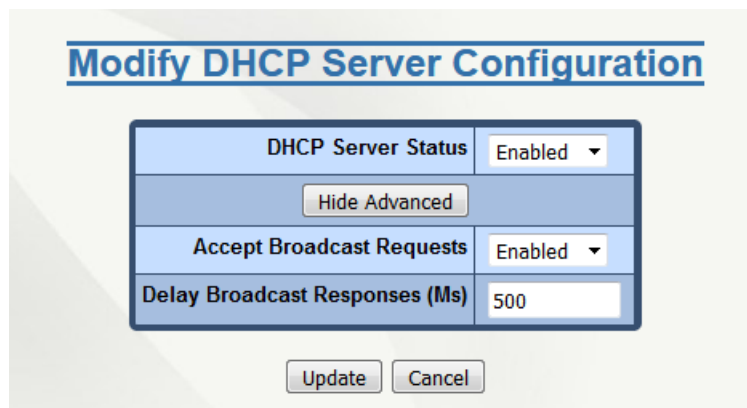 Modify DHCP Server Configuration
DHCP Server Status Enabled
Hide Advanced
Accept Broadcast Requests Enabled
Delay Broadcast Responses (Ms) 500
Update Cancel